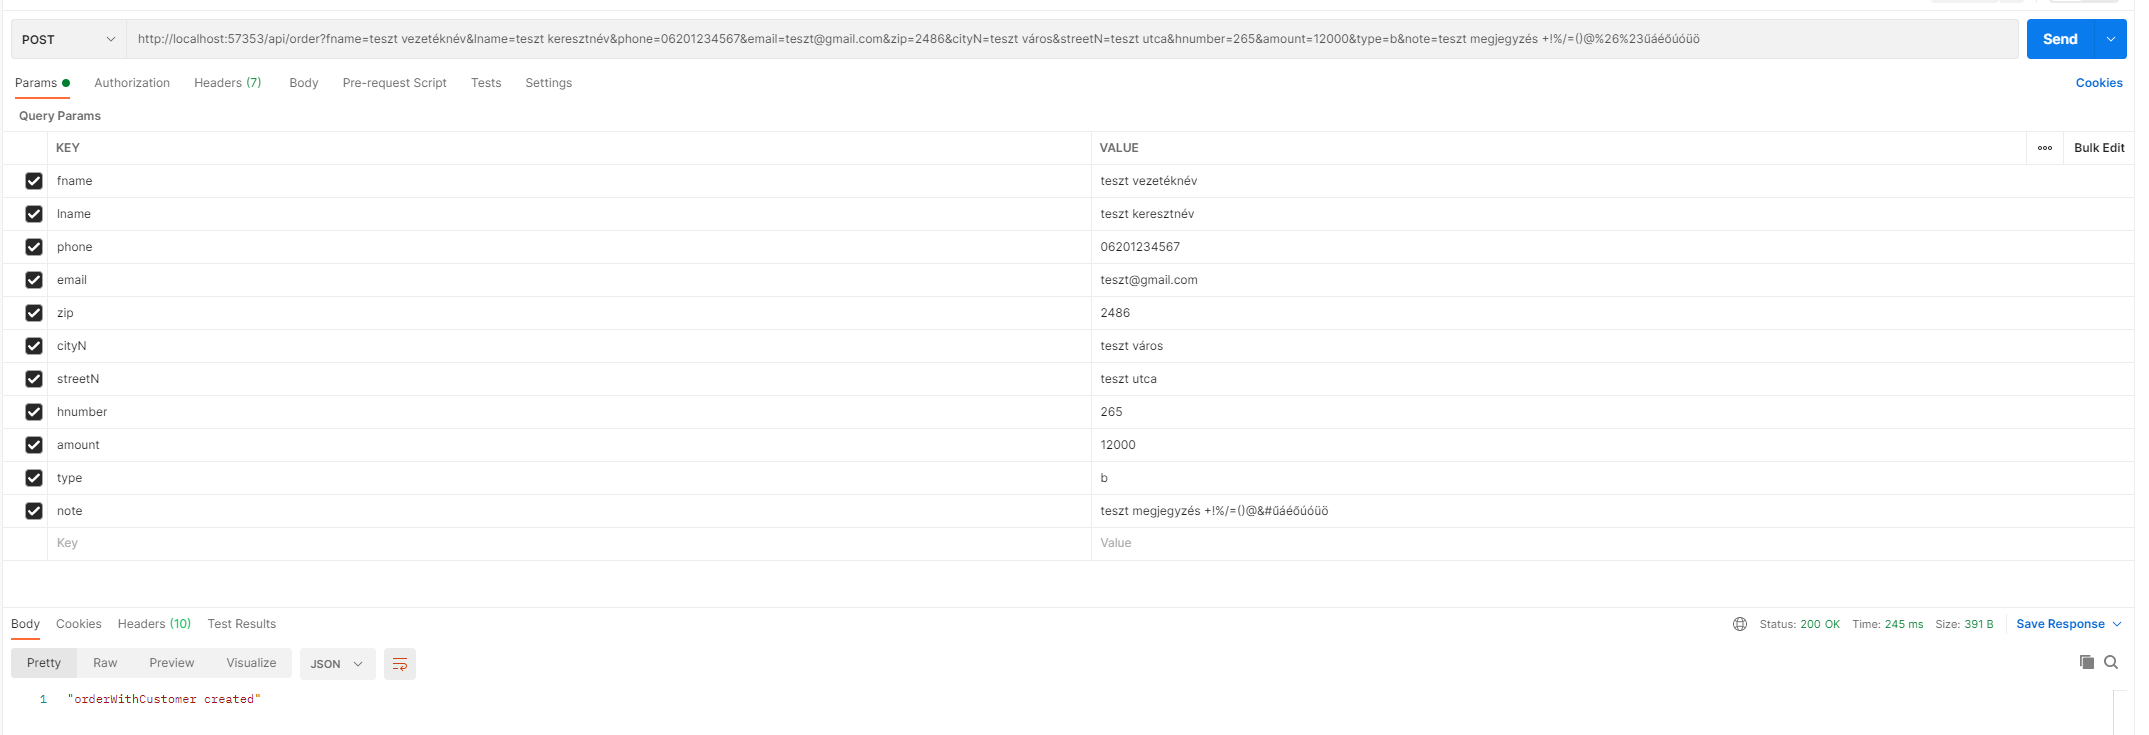 POST http://localhost:57353/api/order?fname=teszt vezetéknév&lname=teszt keresztnév&phone=06201234567&email=teszt@gmail.com&zip=2486&cityN=teszt város&streetN=teszt utca&hnumber=265&amount=12000&type=b&note=teszt megjegyzés +!%/=()@%26%23űáéőúóüö Send
Params Authorization Headers (7) Body Pre-request Script Tests Settings Cookies
Query Params
KEY VALUE ooo Bulk Edit
fname teszt vezetéknév
lname teszt keresztnév
phone 06201234567
email teszt@gmail.com
zip 2486
cityN teszt város
streetN teszt utca
hnumber 265
amount 12000
type b
note teszt megjegyzés +!%/=()@&#űáéőúóüö
Key Value
Body Cookies Headers (10) Test Results Status: 200 OK Time: 245 ms Size: 391 B Save Response
Pretty Raw Preview Visualize JSON
1 "orderWithCustomer created"